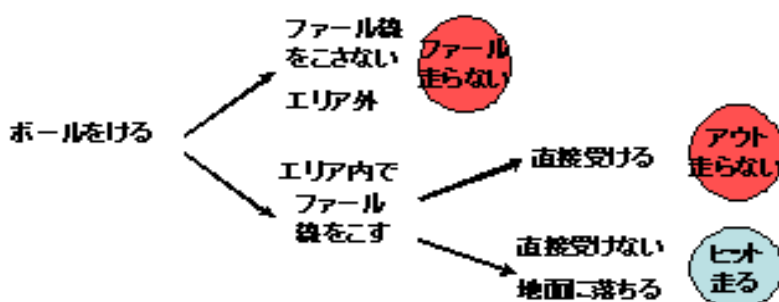 ボールをける
ファール線
をこさない
エリア外
ファール
走らない
エリア内で
ファール
線をこす
直接受ける
アウト
走らない
直接受けない
地面に落ちる
ヒット
走る